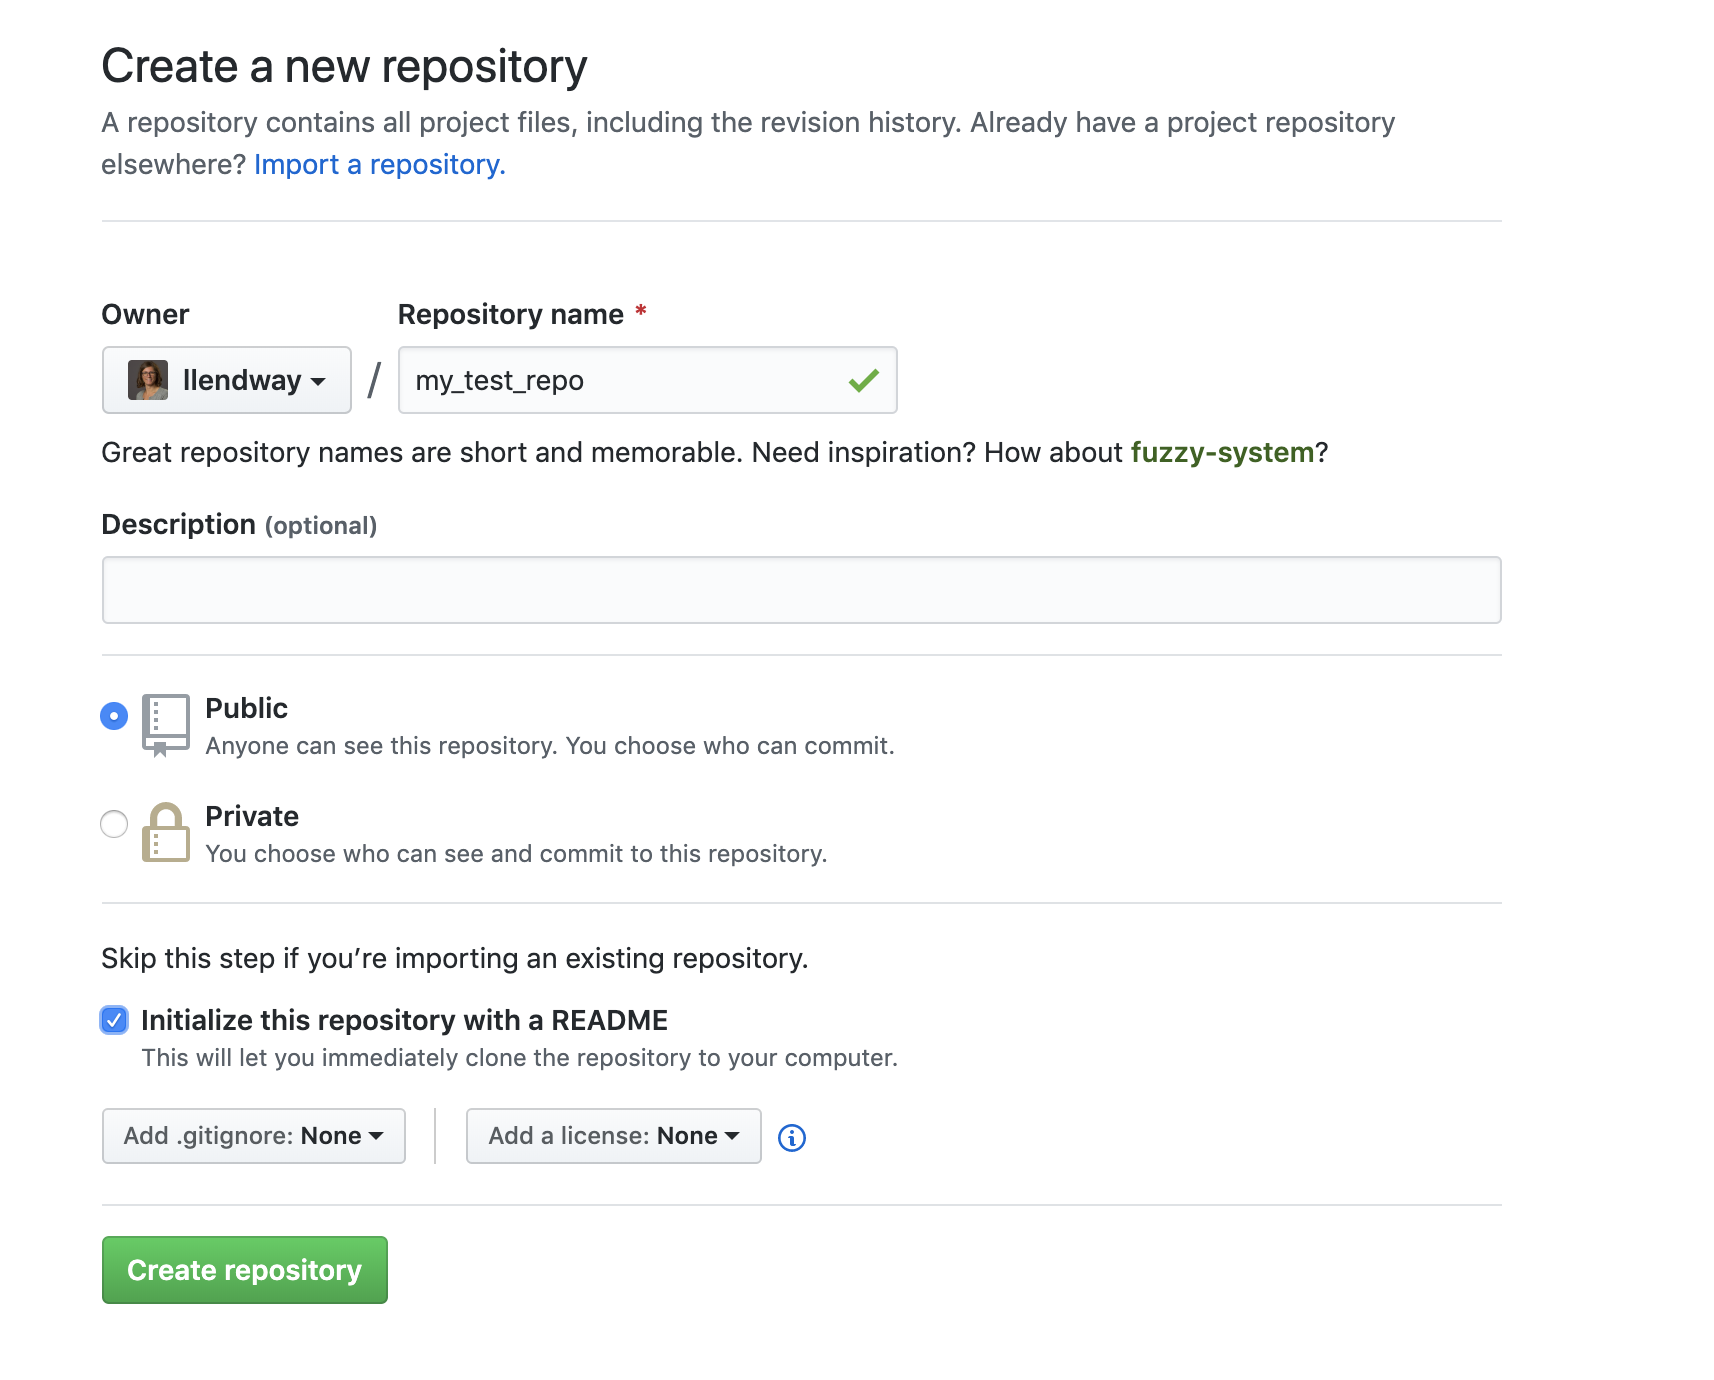 Create a new repository
A repository contains all project files, including the revision history. Already have a project repository
elsewhere? Import a repository.
Owner
Repository name *
llendway
/
my_test_repo
Great repository names are short and memorable. Need inspiration? How about fuzzy-system?
Description (optional)
Public
Anyone can see this repository. You choose who can commit.
Private
You choose who can see and commit to this repository.
Skip this step if you’re importing an existing repository.
Initialize this repository with a README
This will let you immediately clone the repository to your computer.
Add .gitignore: None
Add a license: None
Create repository